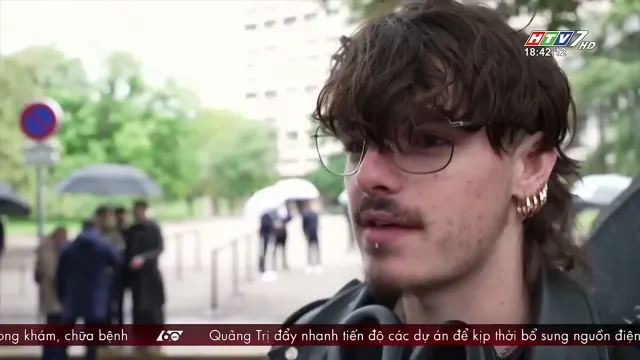 HTV7 HD
18:42:12
ong khám, chữa bệnh 60 Quảng Trị đẩy nhanh tiến độ các dự án để kịp thời bổ sung nguồn điện